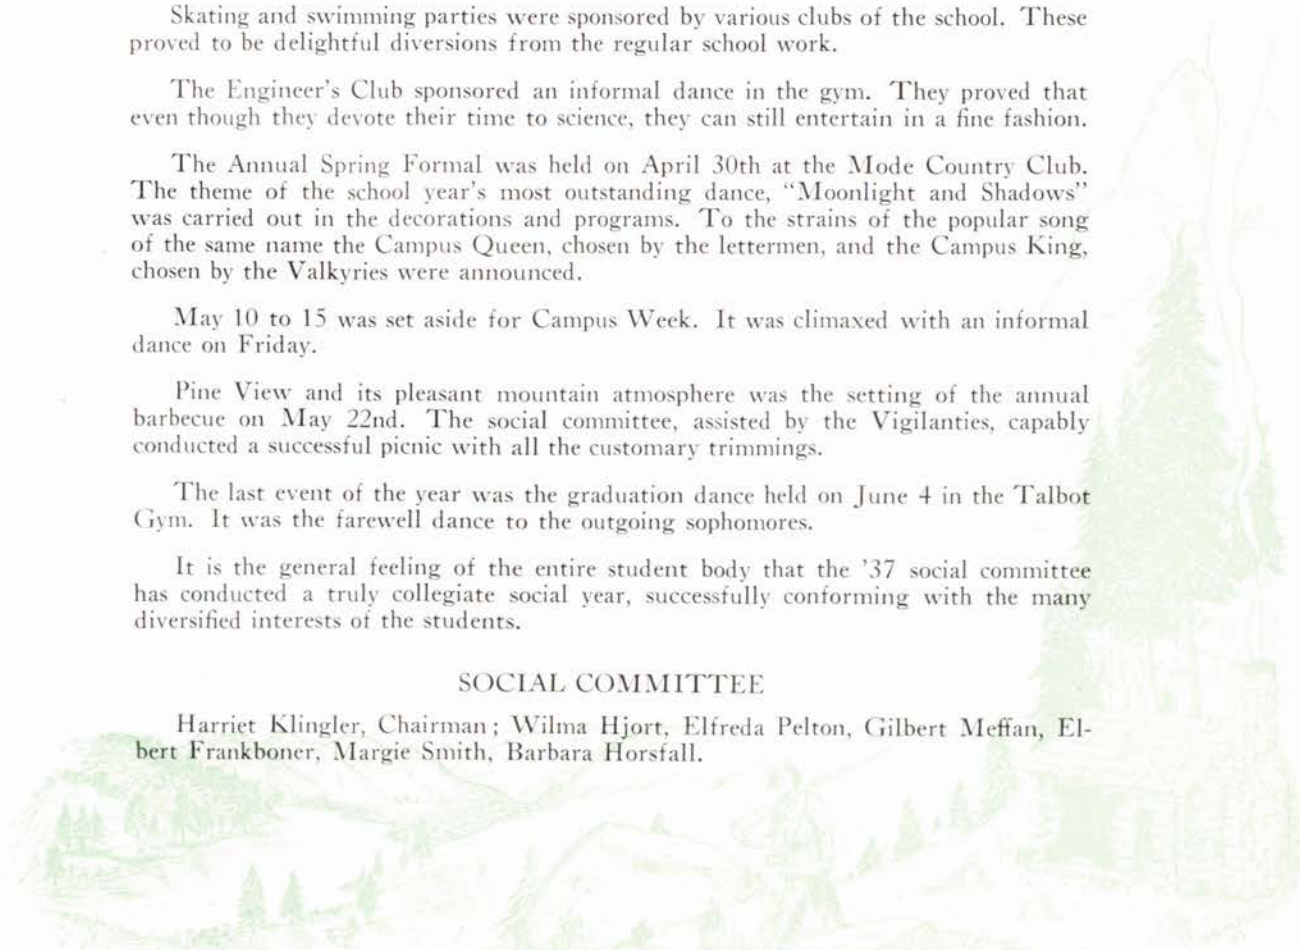 Skating and swimming parties were sponsored by various clubs of the school. These
proved to be delightful diversions from the regular school work.
The Engineer's Club sponsored an informal dance in the gym. They proved that
even though they devote their time to science, they can still entertain in a fine fashion.
The Annual Spring Formal was held on April 30th at the Mode Country Club.
The theme of the school year's most outstanding dance, "Moonlight and Shadows"
was carried out in the decorations and programs. To the strains of the popular song
of the same name the Campus Queen, chosen by the lettermen, and the Campus King,
chosen by the Valkyries were announced.
May 10 to 15 was set aside for Campus Week. It was climaxed with an informal
dance on Friday.
Pine View and its pleasant mountain atmosphere was the setting of the annual
barbecue on May 22nd. The social committee, assisted by the Vigilanties, capably
conducted a successful picnic with all the customary trimmings.
The last event of the year was the graduation dance held on June 4 in the Talbot
Gym. It was the farewell dance to the outgoing sophomores.
It is the general feeling of the entire student body that the '37 social committee
has conducted a truly collegiate social year, successfully conforming with the many
diversified interests of the students.
SOCIAL COMMITTEE
Harriet Klingler, Chairman; Wilma Hjort, Elfreda Pelton, Gilbert Meffan, El-
bert Frankboner, Margie Smith, Barbara Horsfall.